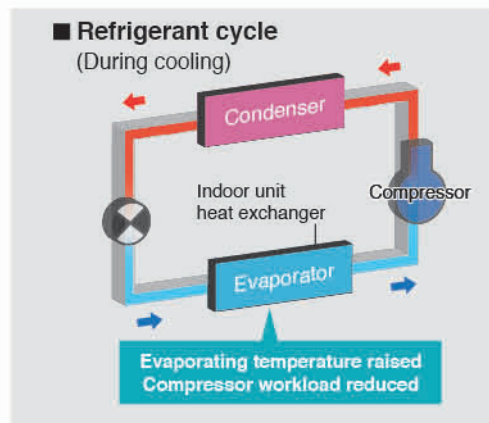 ■ Refrigerant cycle
(During cooling)
Condenser
Compressor
Indoor unit
heat exchanger
Evaporator
Evaporating temperature raised
Compressor workload reduced